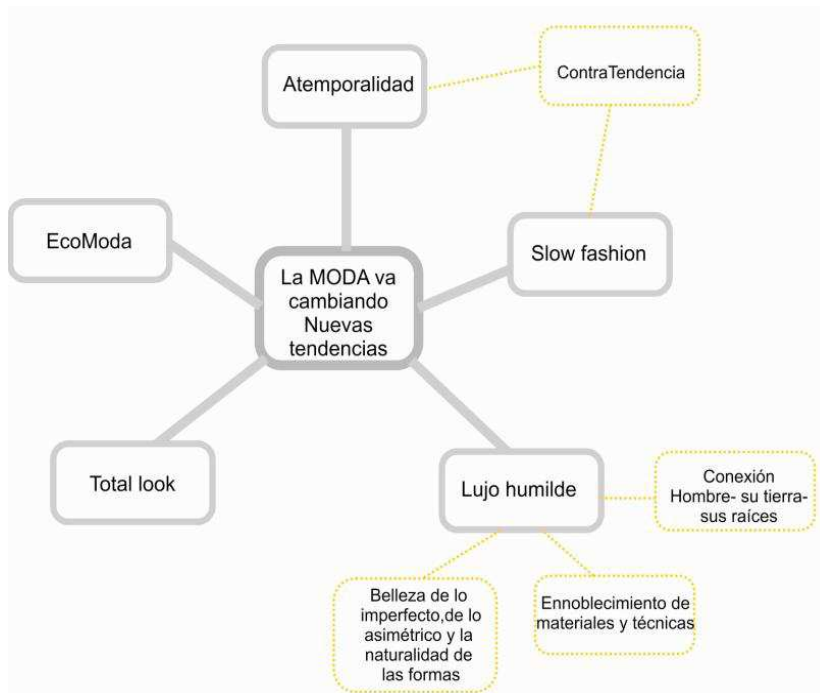 Atemporalidad
ContraTendencia
EcoModa
Slow fashion
La MODA va
cambiando
Nuevas
tendencias
Total look
Lujo humilde
Conexión
Hombre- su tierra-
sus raíces
Belleza de lo
imperfecto,de lo
asimétrico y la
naturalidad de
las formas
Ennoblecimiento de
materiales y técnicas